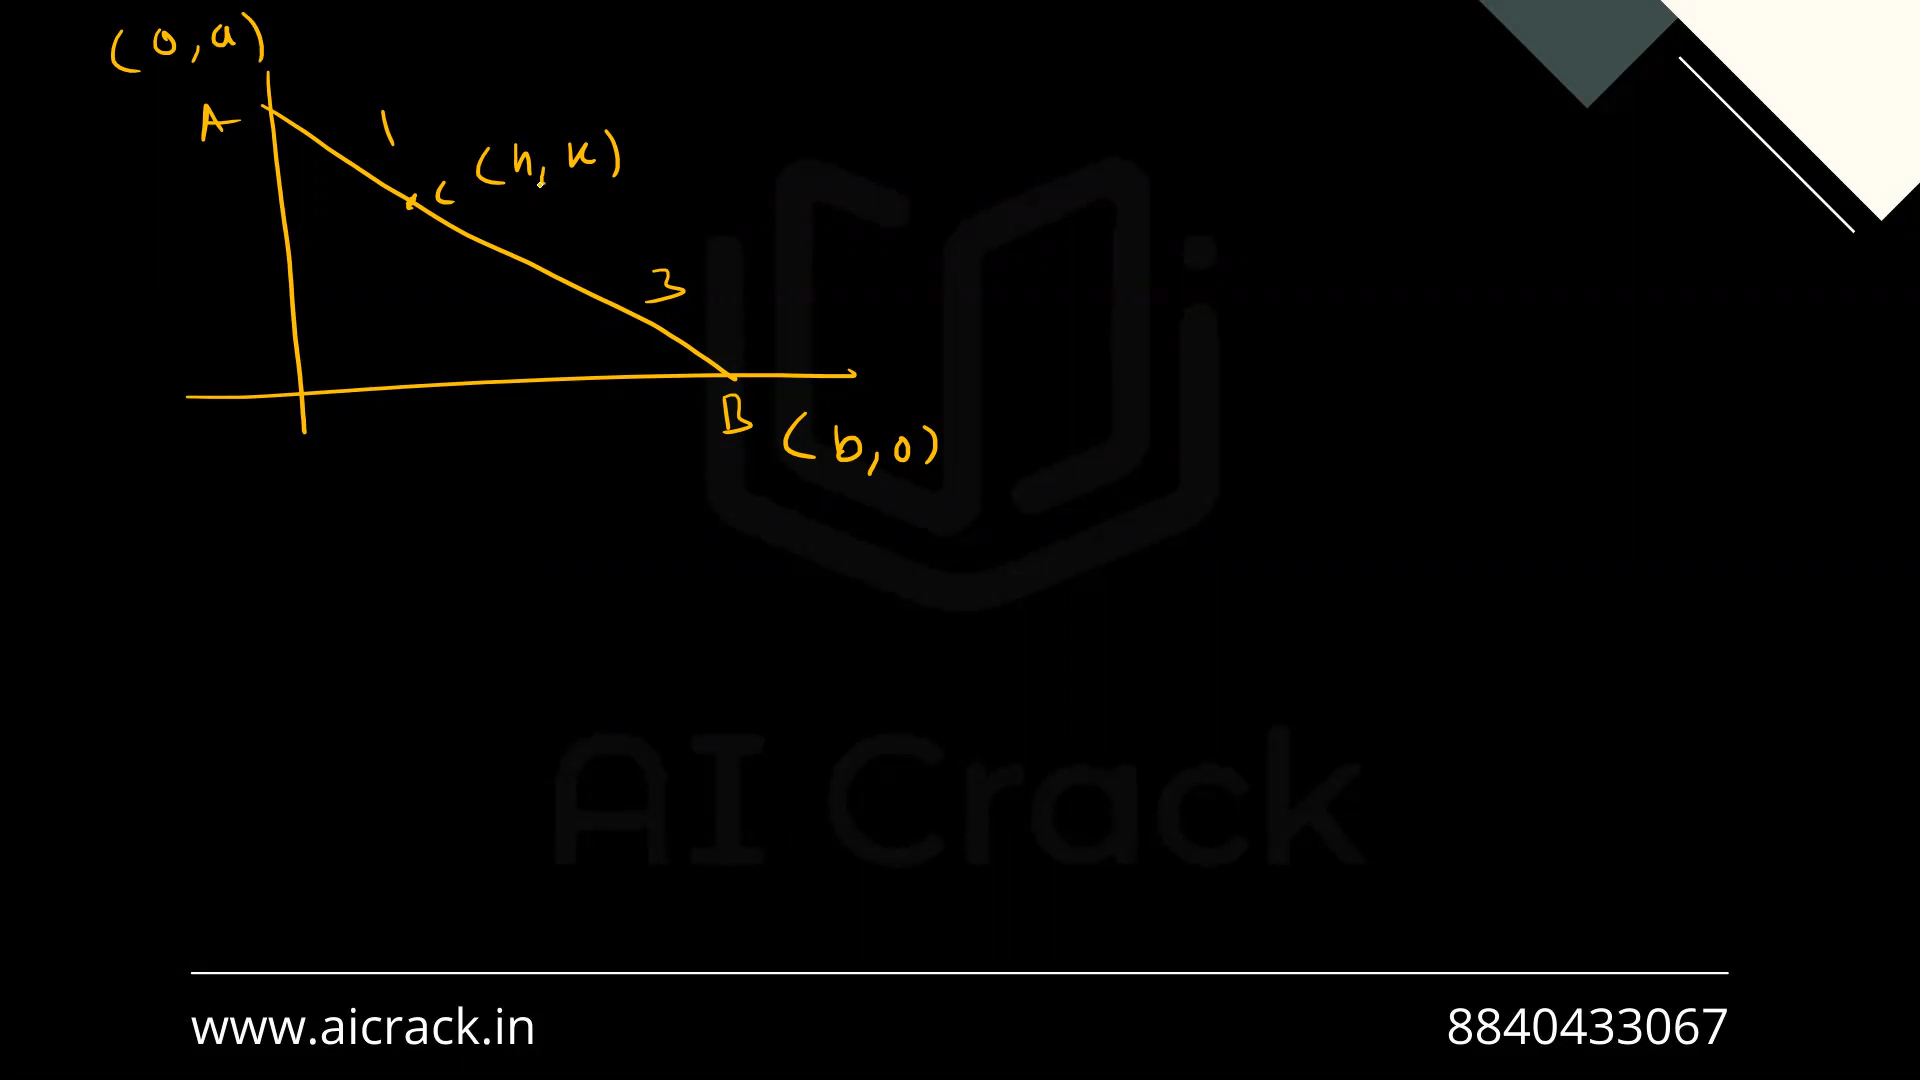 (0, a)
A
1
C (h, k)
3
B (b, 0)
AI Crack
www.aicrack.in
8840433067